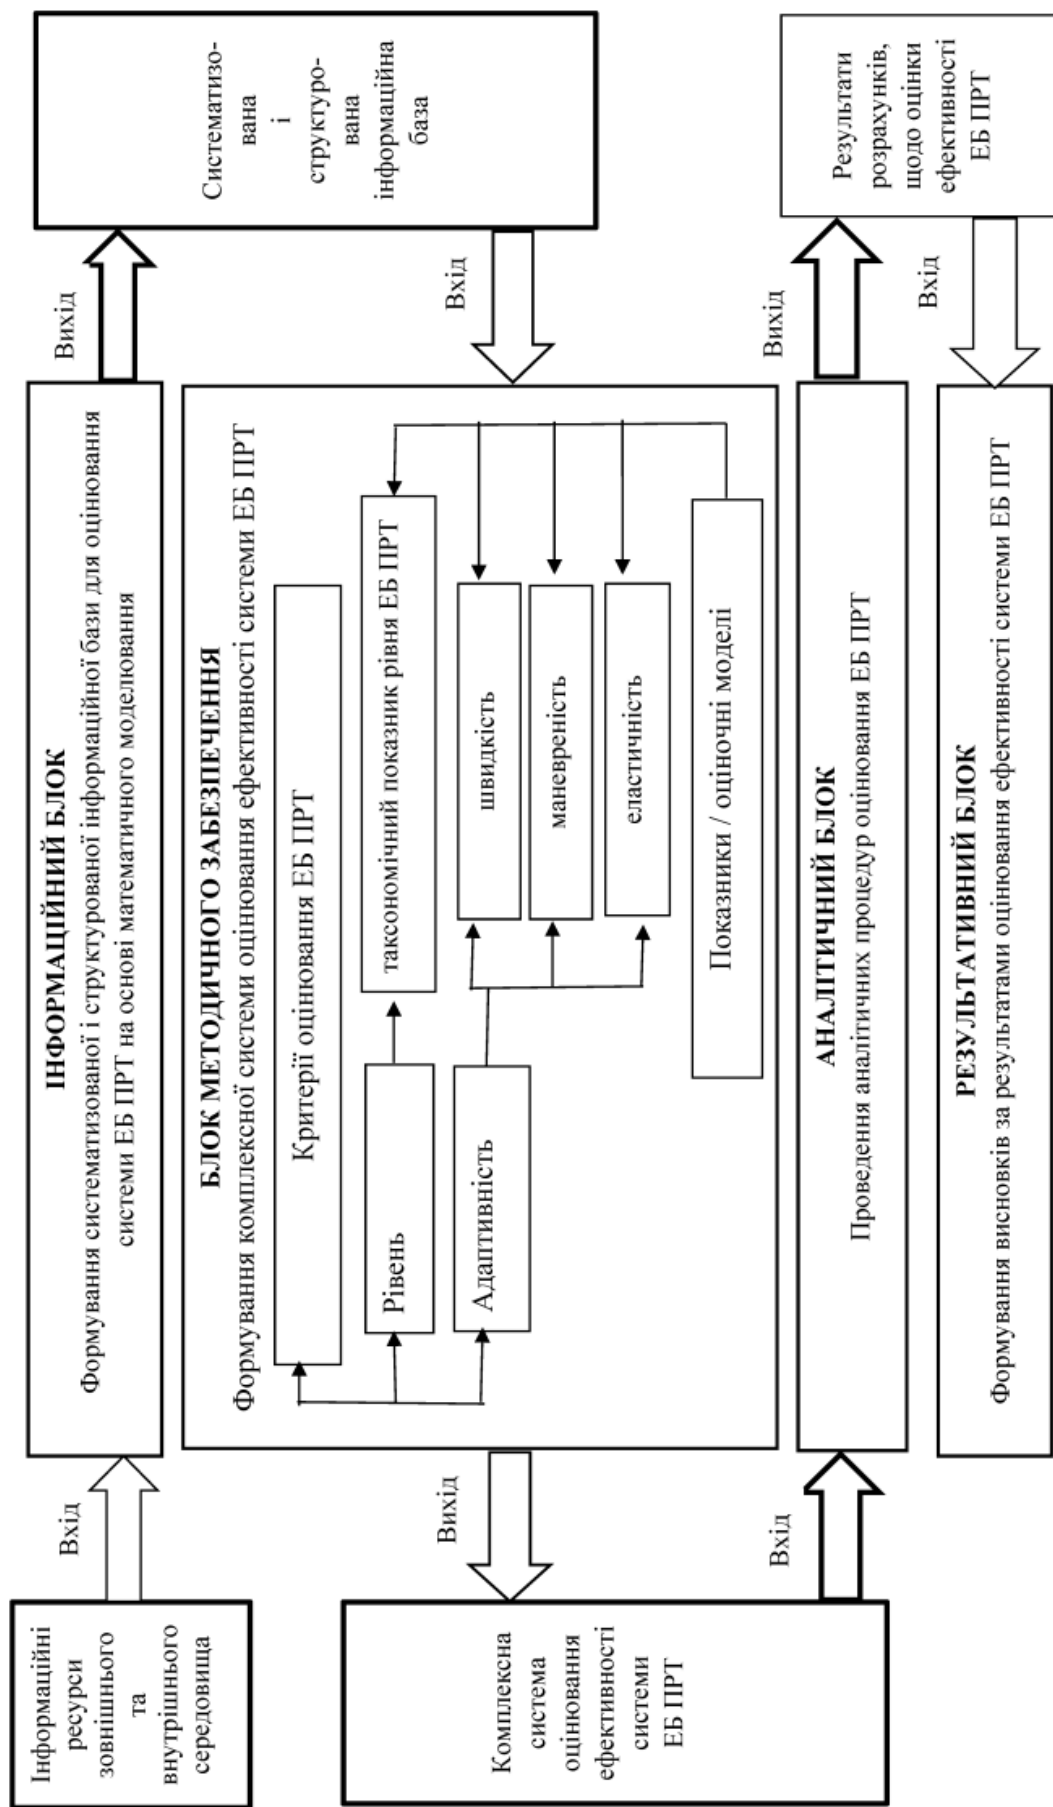 Інформаційні
ресурси
зовнішнього
та
внутрішнього
середовища
Вхід
ІНФОРМАЦІЙНИЙ БЛОК
Формування систематизованої і структурованої інформаційної бази для оцінювання
системи ЕБ ПРТ на основі математичного моделювання
Вихід
Систематизо-
вана
і
структуро-
вана
інформаційна
база
Вхід
БЛОК МЕТОДИЧНОГО ЗАБЕЗПЕЧЕННЯ
Формування комплексної системи оцінювання ефективності системи ЕБ ПРТ
Критерії оцінювання ЕБ ПРТ
Рівень
таксономічний показник рівня ЕБ ПРТ
Адаптивність
швидкість
маневреність
еластичність
Показники / оціночні моделі
Вихід
Комплексна
система
оцінювання
ефективності
системи
ЕБ ПРТ
Вхід
АНАЛІТИЧНИЙ БЛОК
Проведення аналітичних процедур оцінювання ЕБ ПРТ
Вихід
Результати
розрахунків,
щодо оцінки
ефективності
ЕБ ПРТ
Вхід
РЕЗУЛЬТАТИВНИЙ БЛОК
Формування висновків за результатами оцінювання ефективності системи ЕБ ПРТ